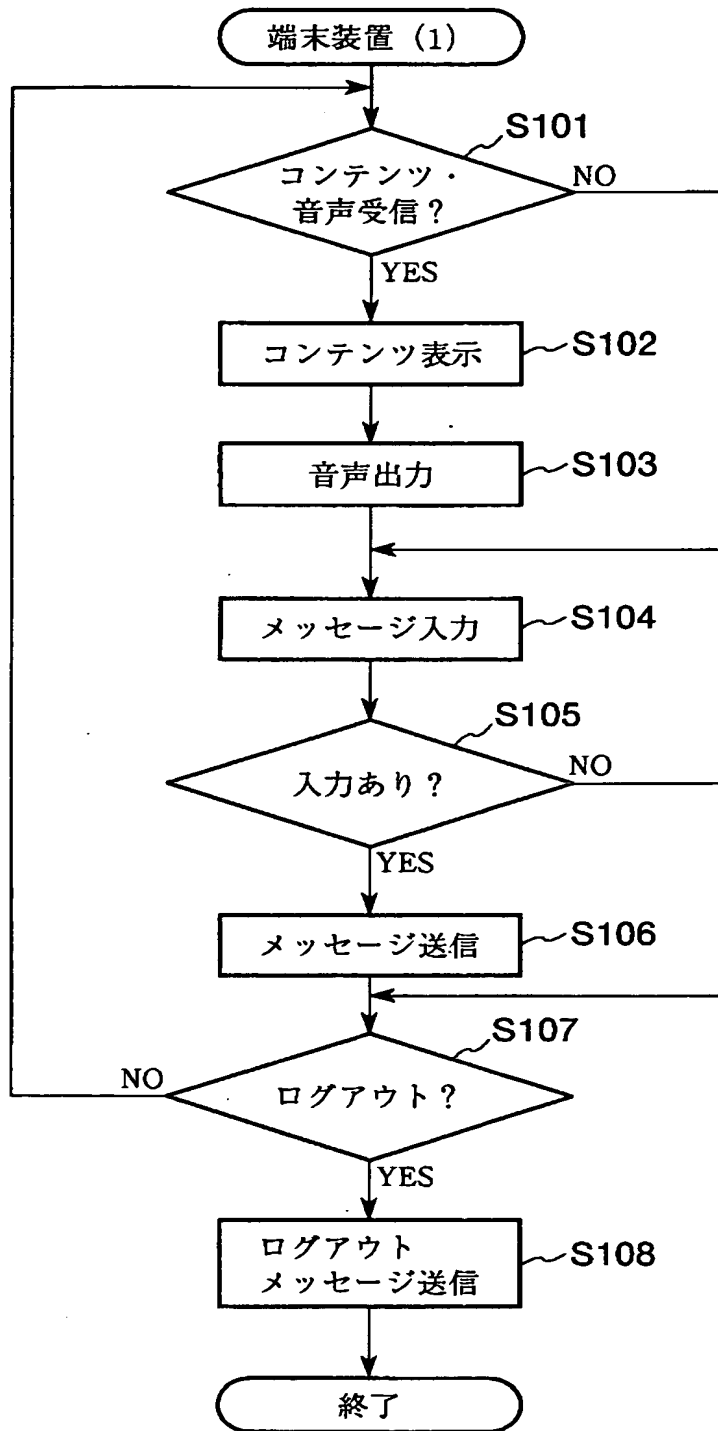 端末装置 (1)
S101
コンテンツ・
音声受信?
NO
YES
コンテンツ表示
S102
音声出力
S103
メッセージ入力
S104
S105
入力あり?
NO
YES
メッセージ送信
S106
S107
NO
ログアウト?
YES
ログアウト
メッセージ送信
S108
終了